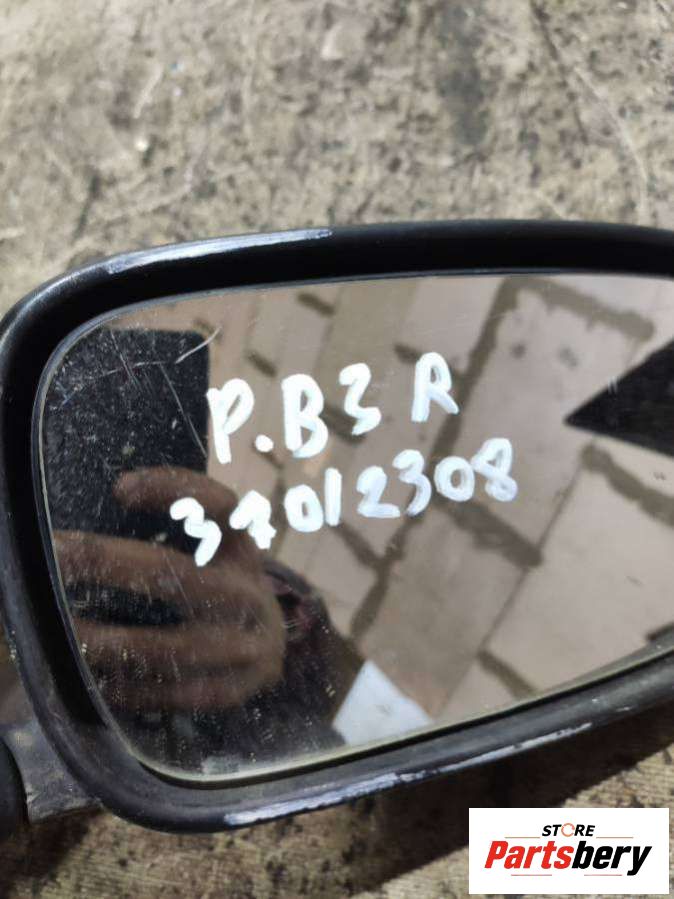 P.B3 R
37012308
STORE
Partsbery